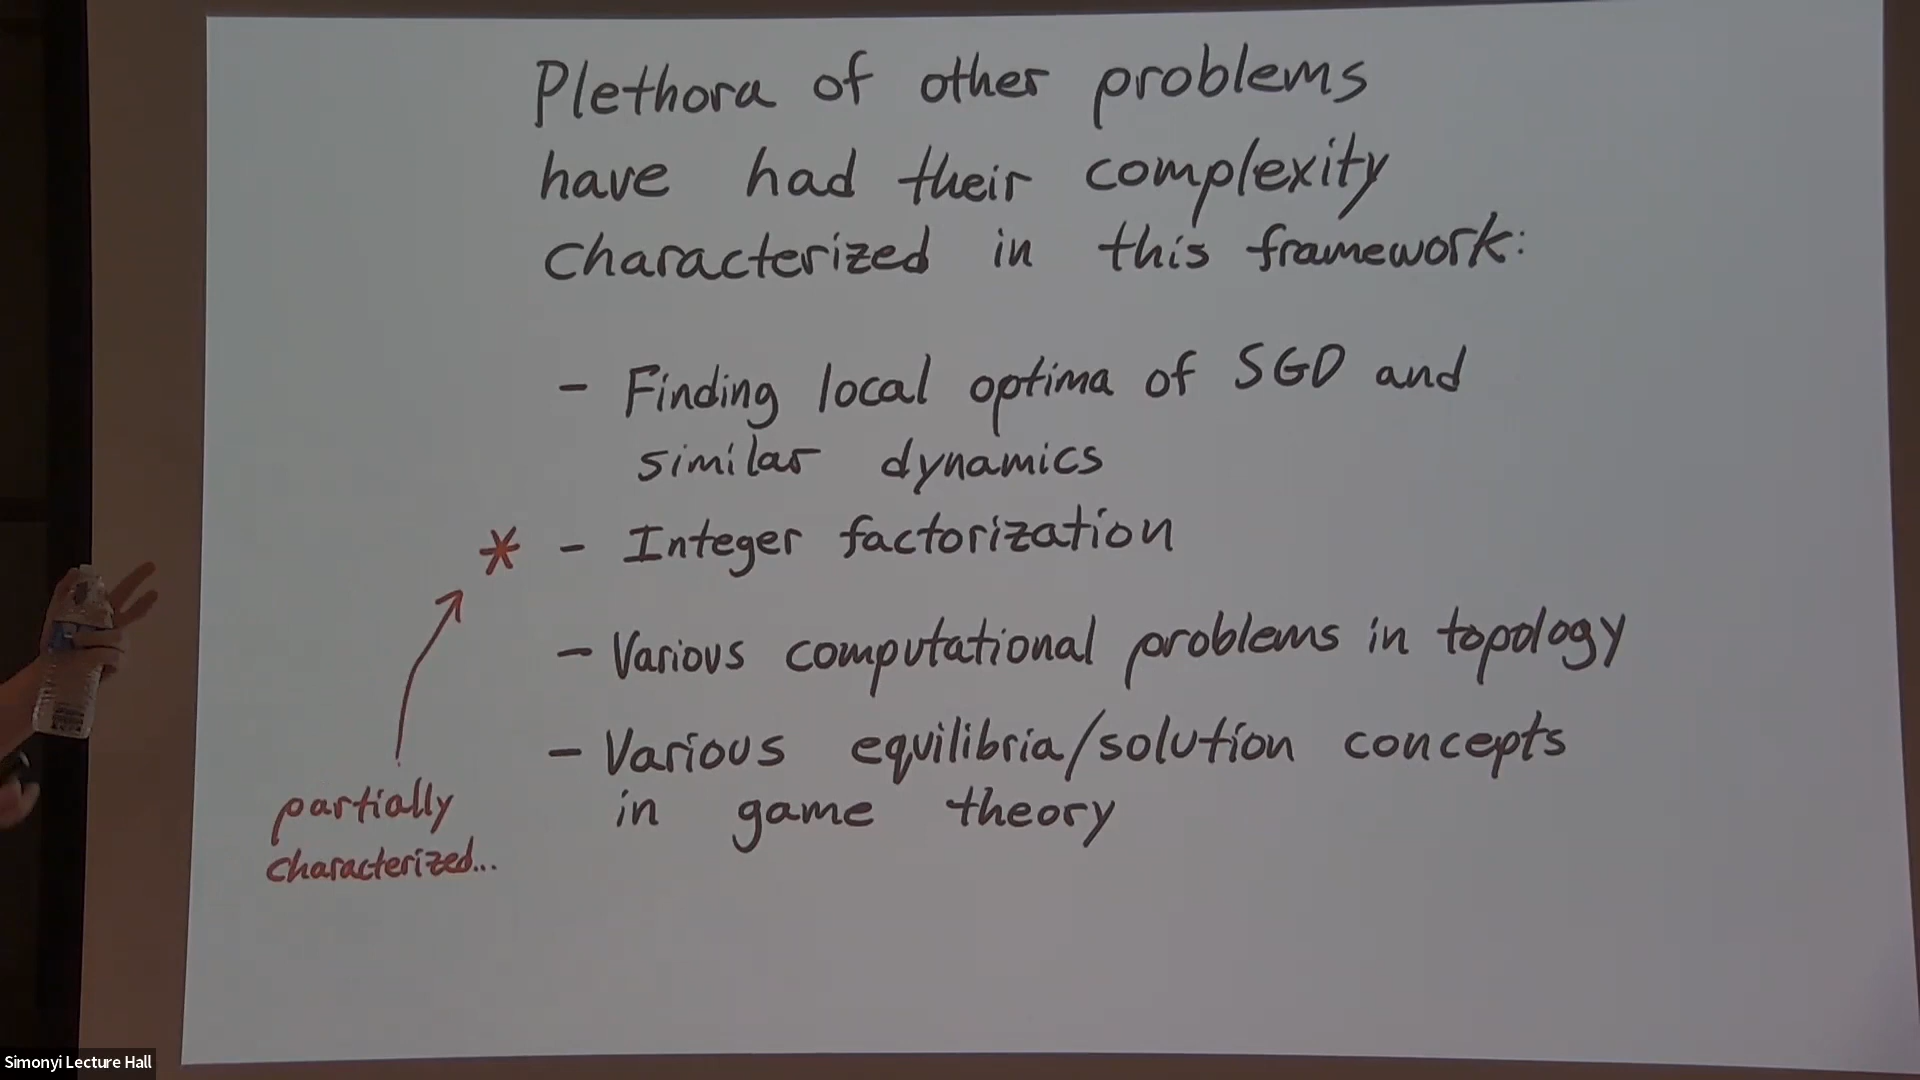 Plethora of other problems
have had their complexity
characterized in this framework:
- Finding local optima of SGD and
similar dynamics
* - Integer factorization
- Various computational problems in topology
- Various equilibria/solution concepts
in game theory
partially
characterized...
Simonyi Lecture Hall